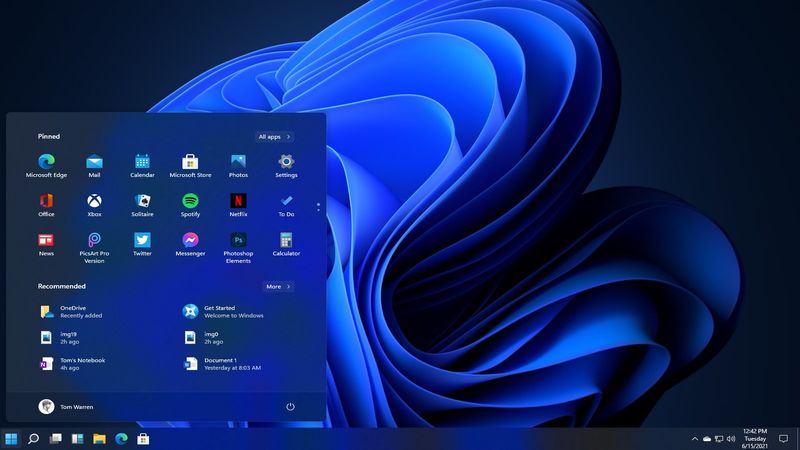 Pinned
All apps >
Microsoft Edge
Mail
Calendar
Microsoft Store
Photos
Settings
Office
Xbox
Solitaire
Spotify
Netflix
To Do
News
PicsArt Pro
Version
Twitter
Messenger
Photoshop
Elements
Calculator
Recommended
More >
OneDrive
Recently added
Get Started
Welcome to Windows
img19
2h ago
img0
2h ago
Tom's Notebook
4h ago
Document 1
Yesterday at 8:03 AM
Tom Warren
12:42 PM
Tuesday
6/15/2021